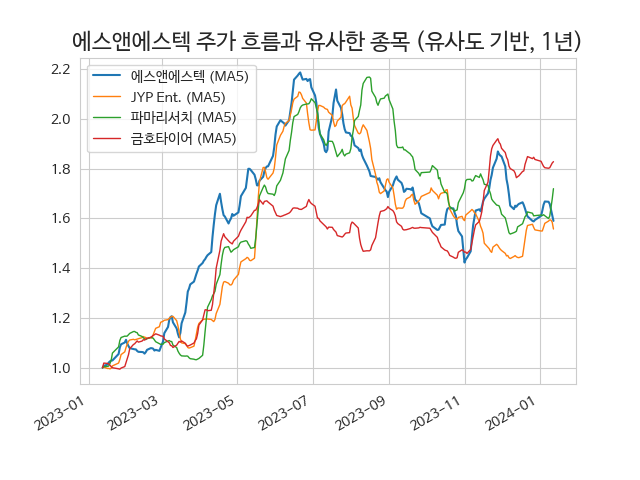 에스앤에스텍 주가 흐름과 유사한 종목 (유사도 기반, 1년)
에스앤에스텍 (MA5)
JYP Ent. (MA5)
파마리서치 (MA5)
금호타이어 (MA5)
2.2
2.0
1.8
1.6
1.4
1.2
1.0
2023-01
2023-03
2023-05
2023-07
2023-09
2023-11
2024-01